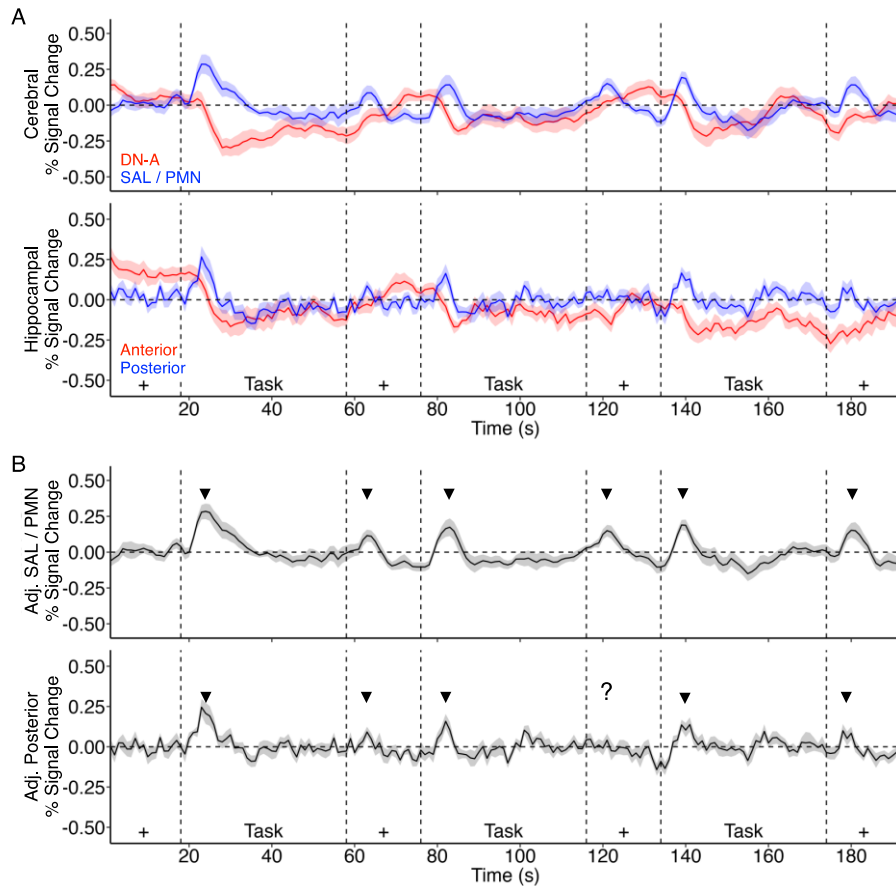 A
Cerebral
% Signal Change
0.50
0.25
0.00
-0.25
-0.50
DN-A
SAL / PMN
Hippocampal
% Signal Change
0.50
0.25
0.00
-0.25
-0.50
Anterior
Posterior
+ Task + Task + Task +
20 40 60 80 100 120 140 160 180
Time (s)
B
Adj. SAL / PMN
% Signal Change
0.50
0.25
0.00
-0.25
-0.50
Adj. Posterior
% Signal Change
0.50
0.25
0.00
-0.25
-0.50
?
+ Task + Task + Task +
20 40 60 80 100 120 140 160 180
Time (s)